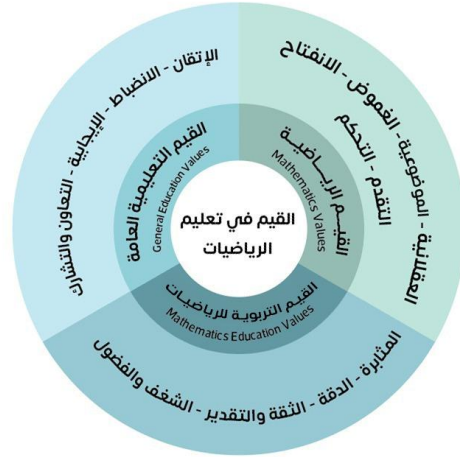 القيم في تعليم
الرياضيات
القيم الرياضية
Mathematics Values
العقلانية - الموضوعية - الغموض - الانفتاح
التقدم - التحكم
القيم التعليمية العامة
General Education Values
الإتقان - الانضباط - الإيجابية - التعاون والتشارك
القيم التربوية للرياضيات
Mathematics Education Values
المثابرة - الدقة - الثقة والتقدير - الشغف والفضول